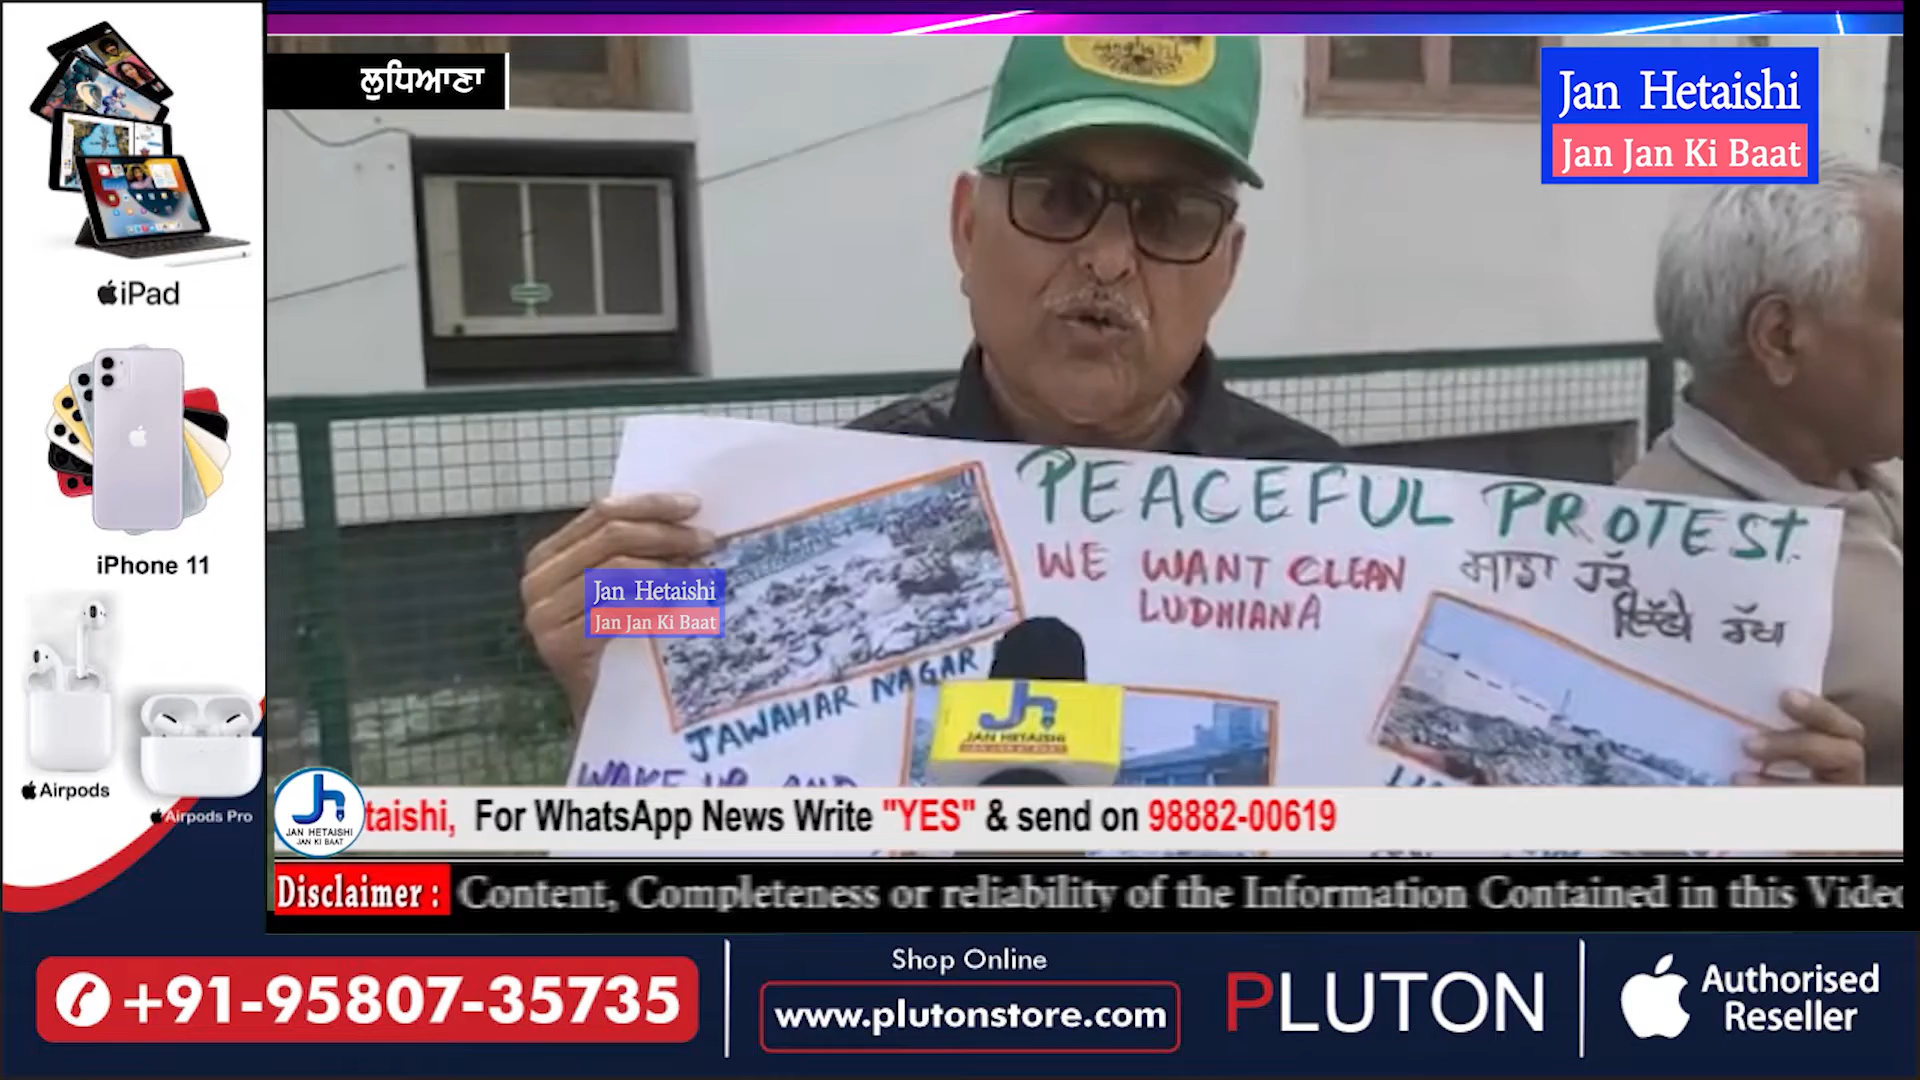 ਲੁਧਿਆਣਾ
Jan Hetaishi
Jan Jan Ki Baat
iPad
iPhone 11
Airpods
Airpods Pro
PEACEFUL PROTEST.
WE WANT CLEAN
LUDHIANA
ਸਾਡਾ ਹੱਕ
ਇੱਥੇ ਰੱਖ
Jan Hetaishi
Jan Jan Ki Baat
JAWAHAR NAGAR
WAKE UP AND
JAN HETAISHI
JAN HETAISHI
JAN KI BAAT
taishi, For WhatsApp News Write "YES" & send on 98882-00619
Disclaimer : Content, Completeness or reliability of the Information Contained in this Video
+91-95807-35735
Shop Online
www.plutonstore.com
PLUTON
Authorised
Reseller